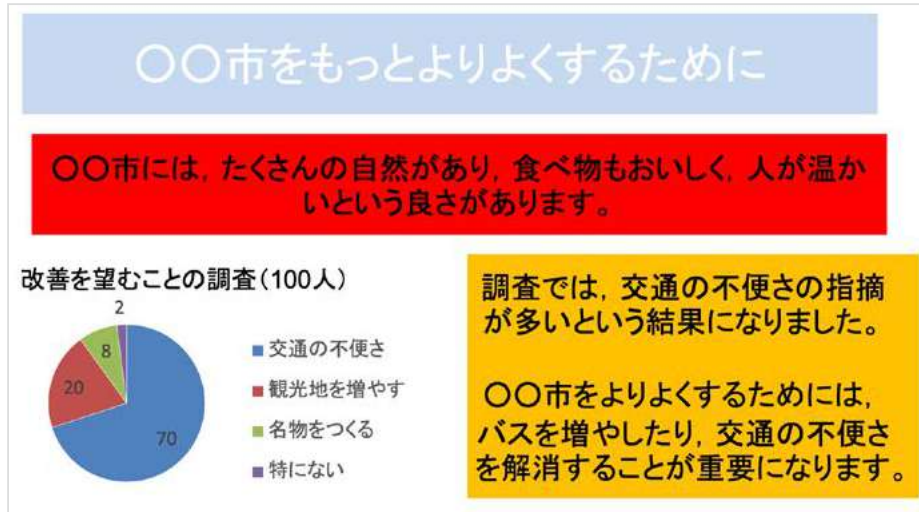 〇〇市をもっとよりよくするために
〇〇市には，たくさんの自然があり，食べ物もおいしく，人が温か
いという良さがあります。
改善を望むことの調査（100人）
2
8
20
70
交通の不便さ
観光地を増やす
名物をつくる
特にない
調査では，交通の不便さの指摘
が多いという結果になりました。
〇〇市をよりよくするためには，
バスを増やしたり，交通の不便さ
を解消することが重要になります。